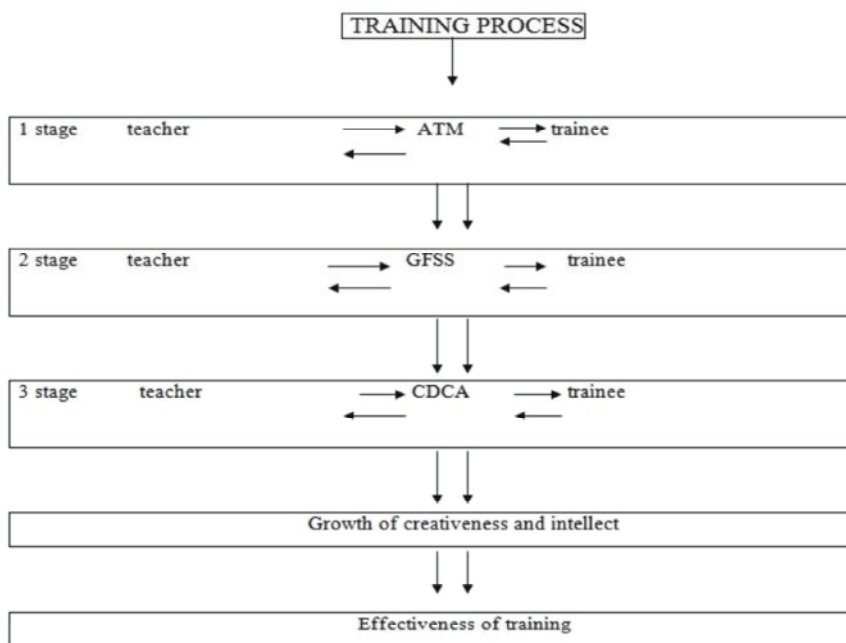 TRAINING PROCESS
1 stage teacher ATM trainee
2 stage teacher GFSS trainee
3 stage teacher CDCA trainee
Growth of creativeness and intellect
Effectiveness of training